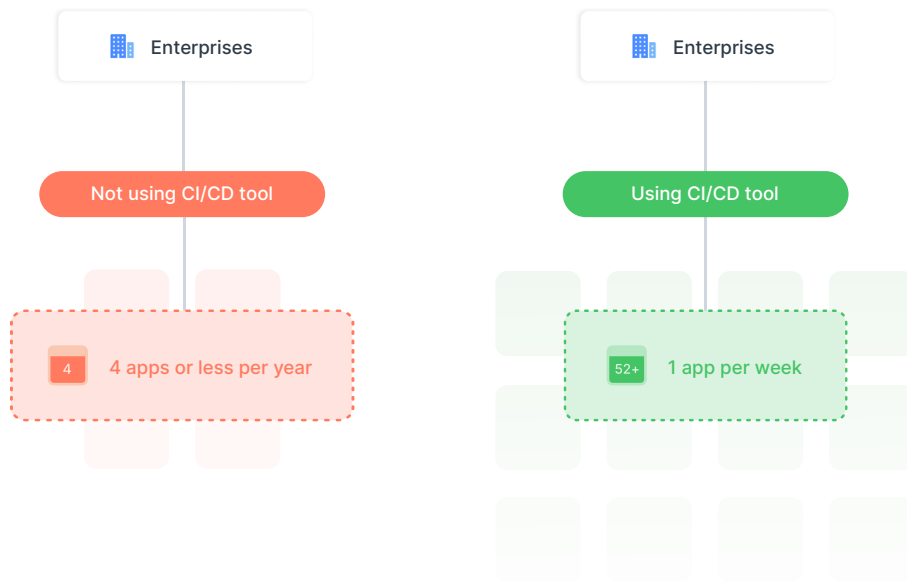 Enterprises
Not using CI/CD tool
4
4 apps or less per year
Enterprises
Using CI/CD tool
52+
1 app per week